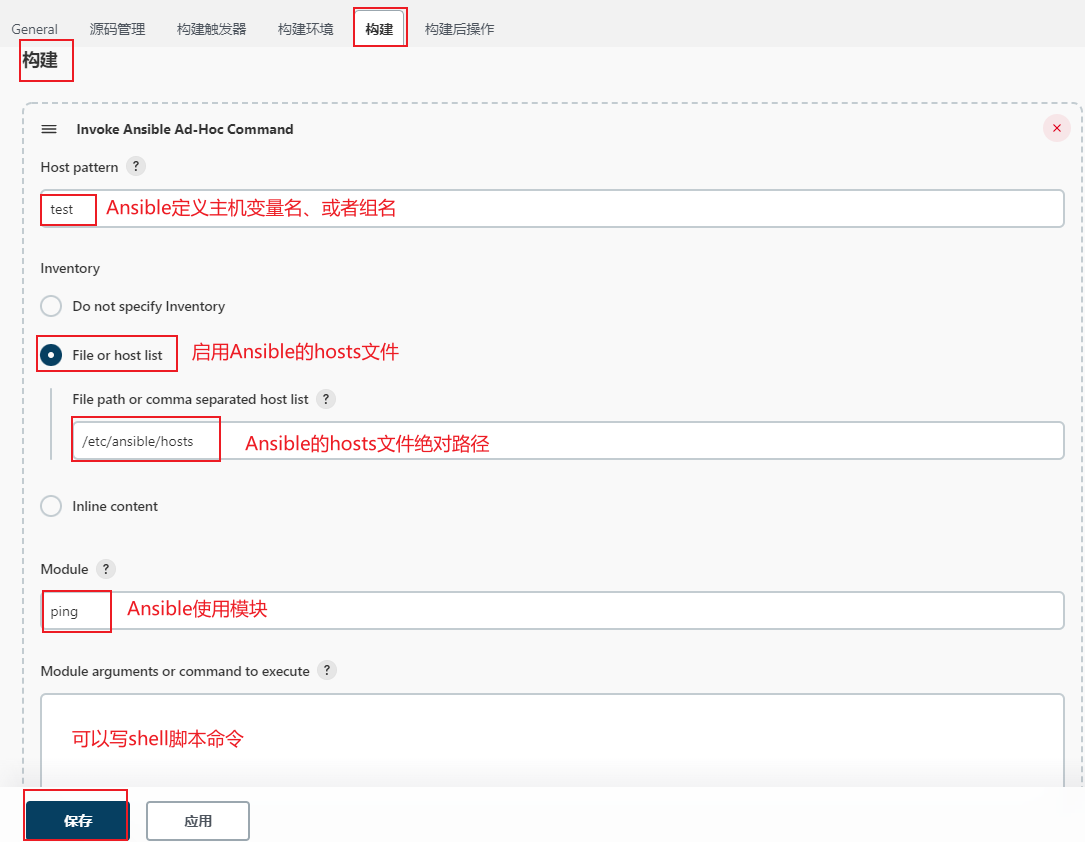 General 源码管理 构建触发器 构建环境 构建 构建后操作
构建
Invoke Ansible Ad-Hoc Command
Host pattern ?
test Ansible定义主机变量名、或者组名
Inventory
Do not specify Inventory
File or host list 启用Ansible的hosts文件
File path or comma separated host list ?
/etc/ansible/hosts Ansible的hosts文件绝对路径
Inline content
Module ?
ping Ansible使用模块
Module arguments or command to execute ?
可以写shell脚本命令
保存 应用